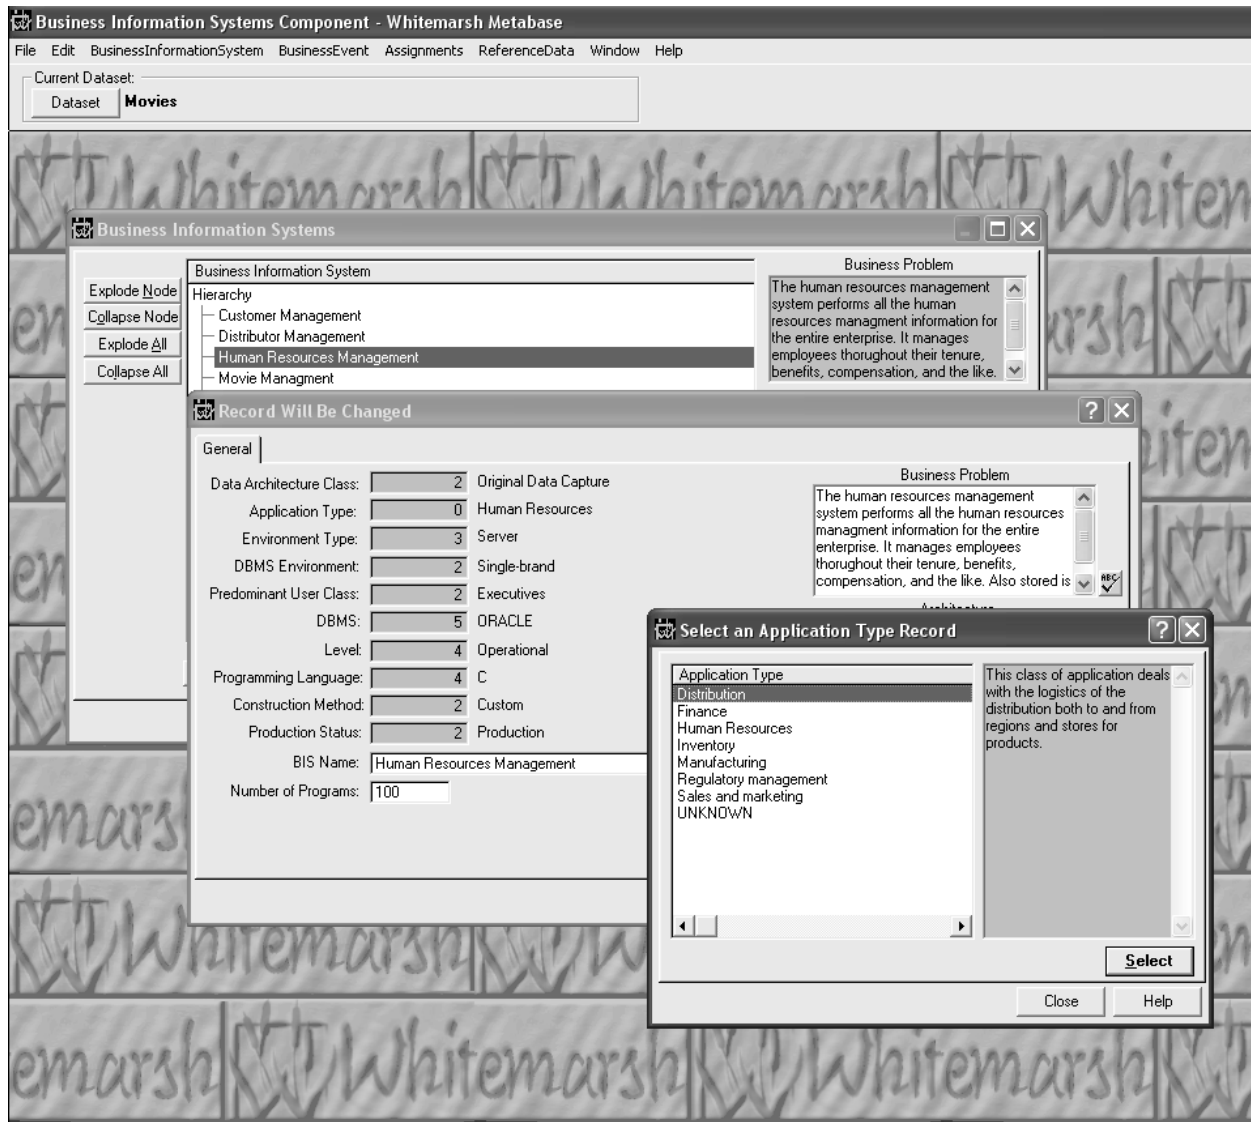 Business Information Systems Component - Whitemarsh Metabase
File Edit BusinessInformationSystem BusinessEvent Assignments ReferenceData Window Help
Current Dataset:
Dataset Movies
Whitemarsh Whitemarsh
Business Information Systems
Explode Node
Collapse Node
Explode All
Collapse All
Business Information System
Hierarchy
Customer Management
Distributor Management
Human Resources Management
Movie Managment
Business Problem
The human resources management
system performs all the human
resources managment information for
the entire enterprise. It manages
employees thorughout their tenure,
benefits, compensation, and the like.
Record Will Be Changed
General
Data Architecture Class: 2 Original Data Capture
Application Type: 0 Human Resources
Environment Type: 3 Server
DBMS Environment: 2 Single-brand
Predominant User Class: 2 Executives
DBMS: 5 ORACLE
Level: 4 Operational
Programming Language: 4 C
Construction Method: 2 Custom
Production Status: 2 Production
BIS Name: Human Resources Management
Number of Programs: 100
Business Problem
The human resources management
system performs all the human resources
managment information for the entire
enterprise. It manages employees
thorughout their tenure, benefits,
compensation, and the like. Also stored is
ABC
Select an Application Type Record
Application Type
Distribution
Finance
Human Resources
Inventory
Manufacturing
Regulatory management
Sales and marketing
UNKNOWN
This class of application deals
with the logistics of the
distribution both to and from
regions and stores for
products.
Select
Close Help
Whitemarsh
Whitemarsh Whitemarsh